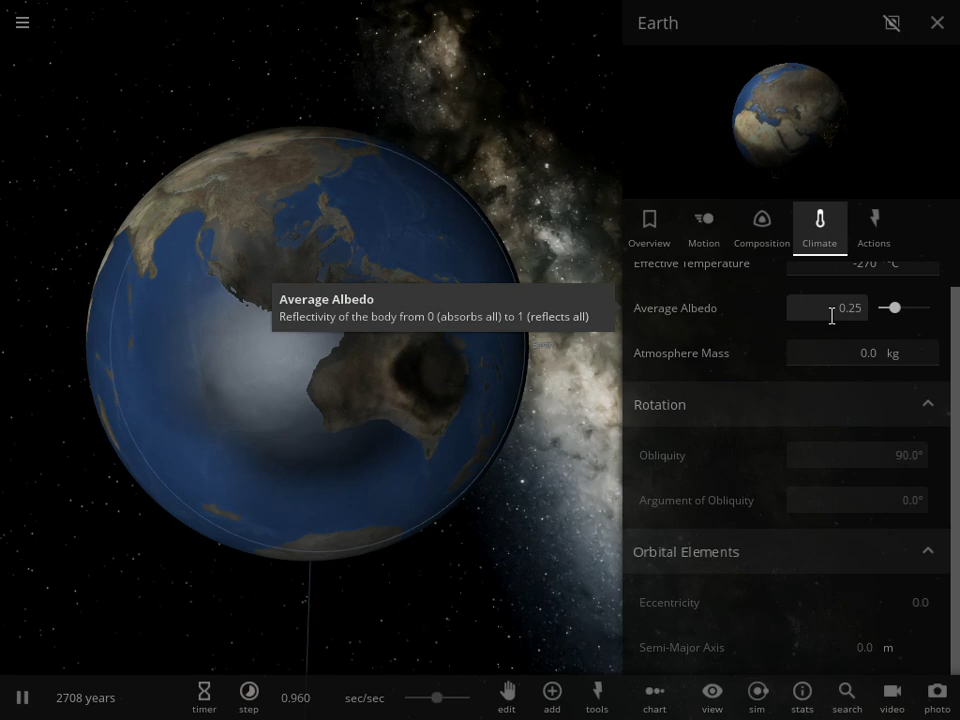 Earth
Overview
Motion
Composition
Climate
Actions
Effective Temperature -270 °C
Average Albedo
Reflectivity of the body from 0 (absorbs all) to 1 (reflects all)
Average Albedo 0.25
Atmosphere Mass 0.0 kg
Rotation
Obliquity 90.0°
Argument of Obliquity 0.0°
Orbital Elements
Eccentricity 0.0
Semi-Major Axis 0.0 m
2708 years
timer
step
0.960 sec/sec
edit
add
tools
chart
view
sim
stats
search
video
photo